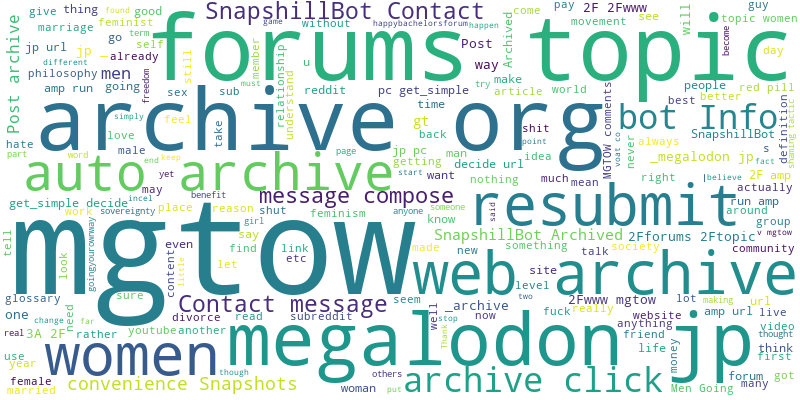 give thing found good SnapshillBot Contact game happybachelorsforum happen pay 2F 2Fwww guy
marriage feminist term go self without come movement see topic women
Post archive jp url jp already forums topic become
different still member u Post Archived will day
philosophy men relationship understand reddit way try make
amp run going sex sub pc get_simple article world people red pill
freedom archive org must time best better definition
hate feel take gt bot Info sharing tactic
simply love back shit MGTOW comments SnapshillBot
part male word end keep page jp pc man idea point voat co never always s
auto archive getting decide url _megalodon jp fact
yet start want nothing much mean right believe 2F amp
get_simple decide may benefit message compose actually
incel someone resubmit around run amp
work sovereignty place reason shut feminism anyone know group
tell goingyourownway girl say SnapshillBot Archived said 2Fforums 2Ftopic v mgtow
mgtow even find link made new something talk society community
look content little let etc web archive
sure site level two 2Fwww mgtow lot making url
glossary Contact message seem _archive now fuck really website amp url live
one need divorce read subreddit well stop anything video
real change far youtube another megalodon jp friend thought
3A 2F rather Thank life money think
use women though archive click first
year female convenience Snapshots others woman put forum got
married Men Going many